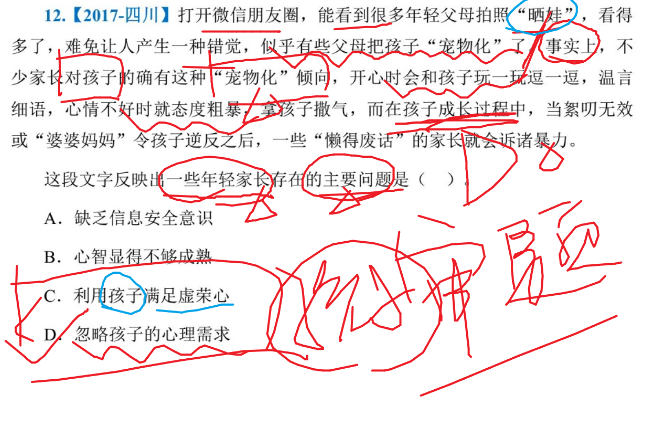 12.【2017-四川】打开微信朋友圈，能看到很多年轻父母拍照“晒娃”，看得
多了，难免让人产生一种错觉，似乎有些父母把孩子“宠物化”了。事实上，不
少家长对孩子的确有这种“宠物化”倾向，开心时会和孩子玩一玩逗一逗，温言
细语，心情不好时就态度粗暴，拿孩子撒气，而在孩子成长过程中，当絮叨无效
或“婆婆妈妈”令孩子逆反之后，一些“懒得废话”的家长就会诉诸暴力。
这段文字反映出一些年轻家长存在的主要问题是（ ）。
A．缺乏信息安全意识
B．心智显得不够成熟
C．利用孩子满足虚荣心
D．忽略孩子的心理需求